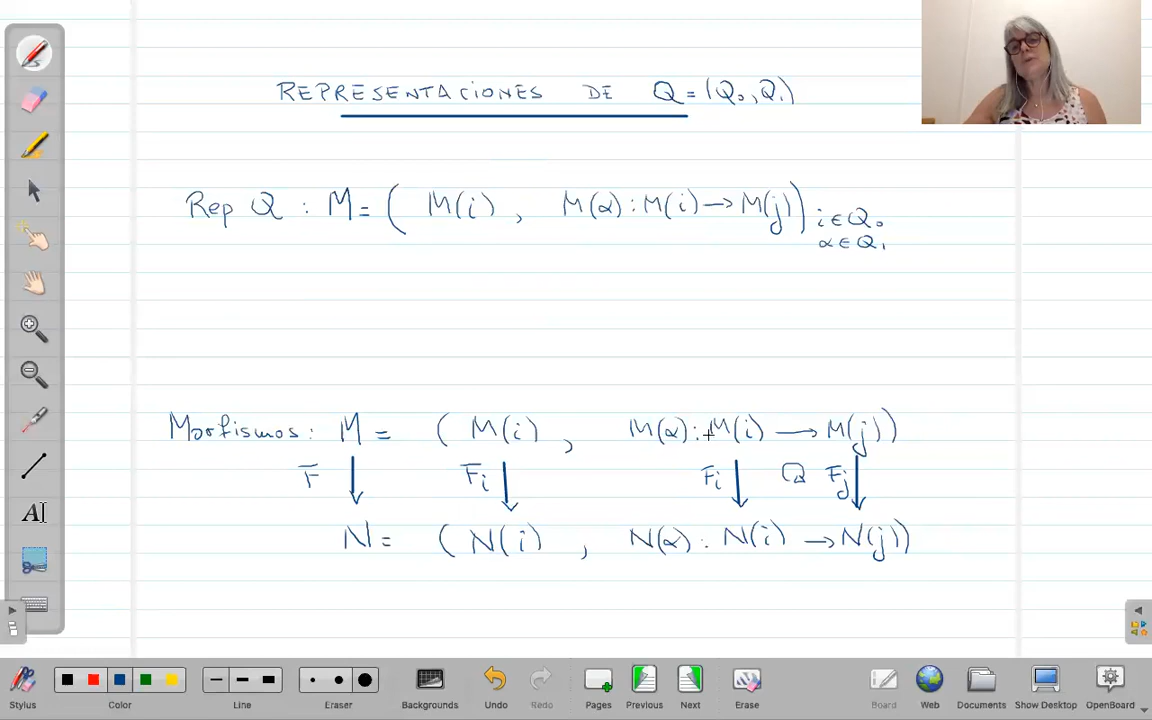 REPRESENTACIONES DE Q=(Q₀,Q₁)
Rep Q : M = ( M(i) , M(α) : M(i) → M(j) ) i∈Q₀
α∈Q₁
Morfismos: M = ( M(i) , M(α) : M(i) → M(j) )
F ↓ Fi ↓ Fi ↓ Fj ↓
N = ( N(i) , N(α) : N(i) → N(j) )
A
Stylus Color Line Eraser Backgrounds Undo Redo Pages Previous Next Erase Board Web Documents Show Desktop OpenBoard